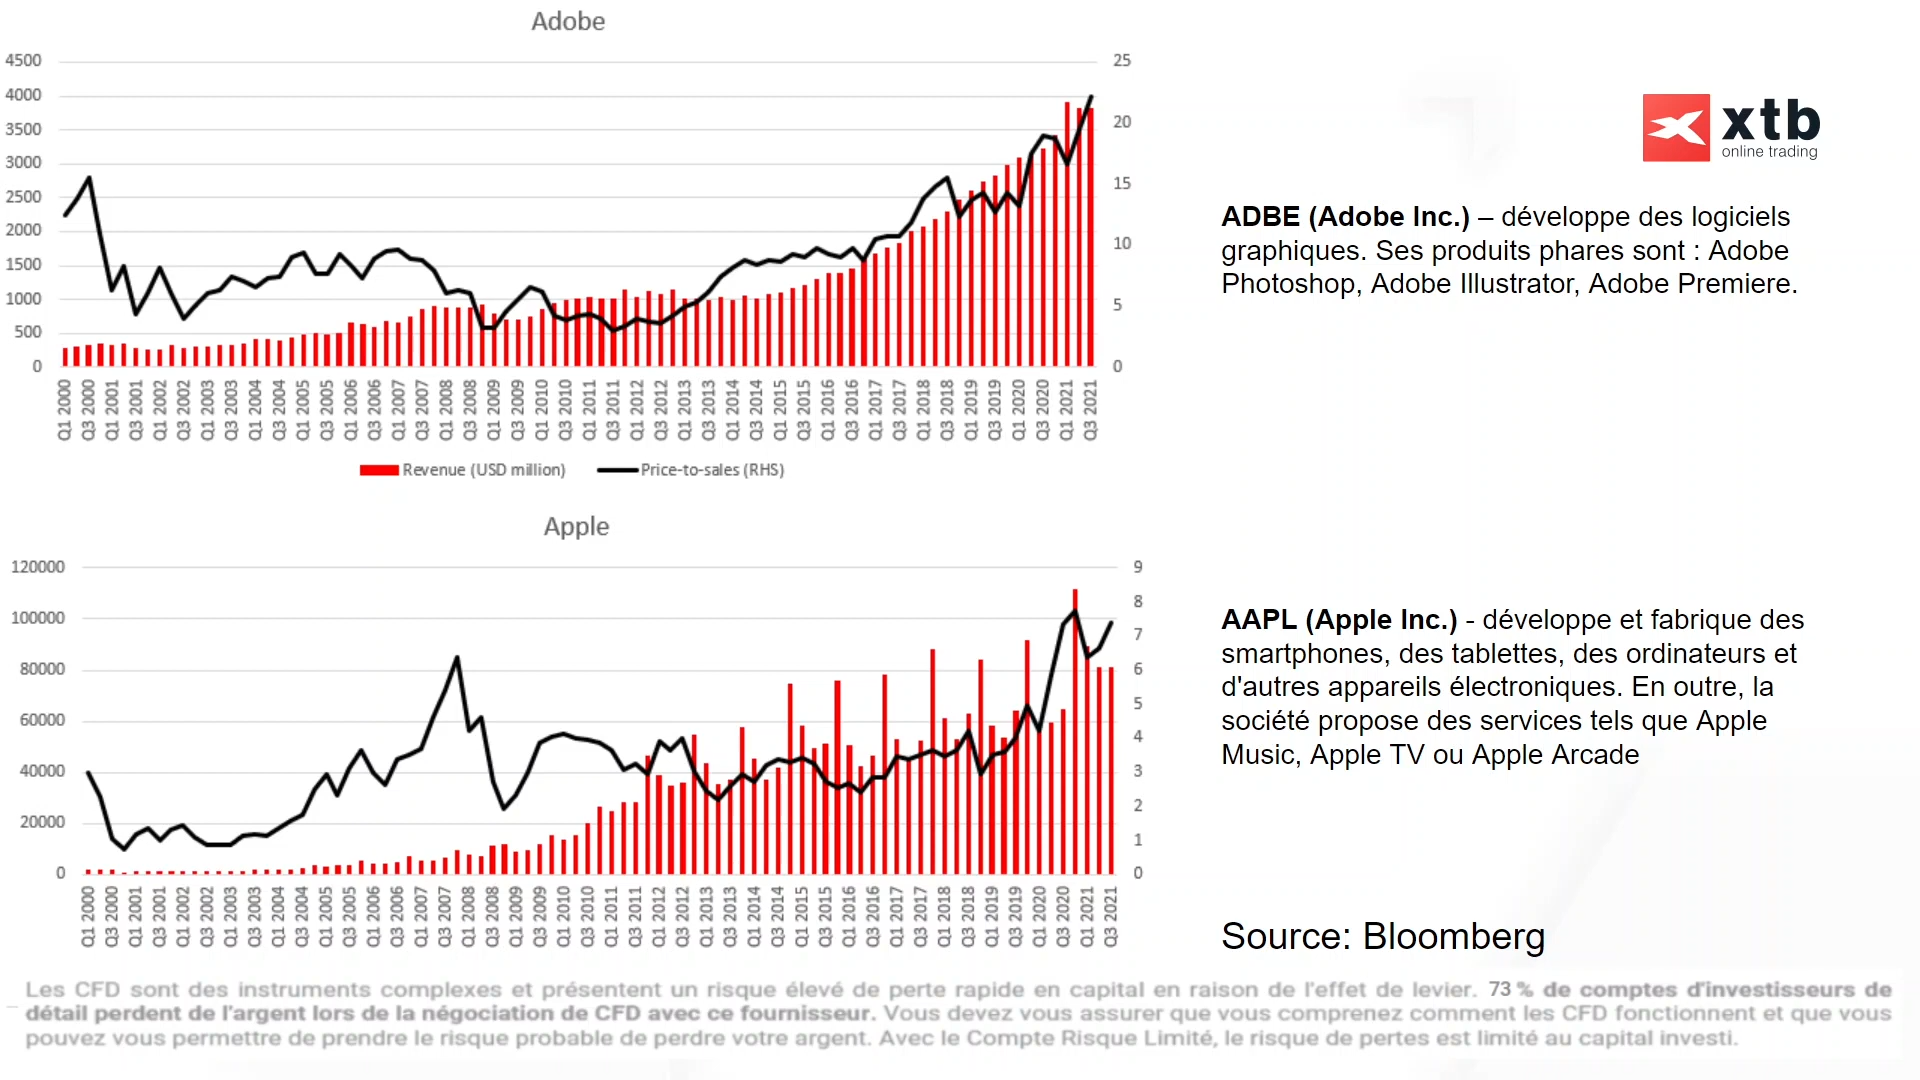 Adobe
4500
4000
3500
3000
2500
2000
1500
1000
500
0
25
20
15
10
5
0
Q1 2000
Q3 2000
Q1 2001
Q3 2001
Q1 2002
Q3 2002
Q1 2003
Q3 2003
Q1 2004
Q3 2004
Q1 2005
Q3 2005
Q1 2006
Q3 2006
Q1 2007
Q3 2007
Q1 2008
Q3 2008
Q1 2009
Q3 2009
Q1 2010
Q3 2010
Q1 2011
Q3 2011
Q1 2012
Q3 2012
Q1 2013
Q3 2013
Q1 2014
Q3 2014
Q1 2015
Q3 2015
Q1 2016
Q3 2016
Q1 2017
Q3 2017
Q1 2018
Q3 2018
Q1 2019
Q3 2019
Q1 2020
Q3 2020
Q1 2021
Q3 2021
Revenue (USD million)
Price-to-sales (RHS)
xtb
online trading
ADBE (Adobe Inc.) – développe des logiciels
graphiques. Ses produits phares sont : Adobe
Photoshop, Adobe Illustrator, Adobe Premiere.
Apple
120000
100000
80000
60000
40000
20000
0
9
8
7
6
5
4
3
2
1
0
Q1 2000
Q3 2000
Q1 2001
Q3 2001
Q1 2002
Q3 2002
Q1 2003
Q3 2003
Q1 2004
Q3 2004
Q1 2005
Q3 2005
Q1 2006
Q3 2006
Q1 2007
Q3 2007
Q1 2008
Q3 2008
Q1 2009
Q3 2009
Q1 2010
Q3 2010
Q1 2011
Q3 2011
Q1 2012
Q3 2012
Q1 2013
Q3 2013
Q1 2014
Q3 2014
Q1 2015
Q3 2015
Q1 2016
Q3 2016
Q1 2017
Q3 2017
Q1 2018
Q3 2018
Q1 2019
Q3 2019
Q1 2020
Q3 2020
Q1 2021
Q3 2021
AAPL (Apple Inc.) - développe et fabrique des
smartphones, des tablettes, des ordinateurs et
d'autres appareils électroniques. En outre, la
société propose des services tels que Apple
Music, Apple TV ou Apple Arcade
Source: Bloomberg
Les CFD sont des instruments complexes et présentent un risque élevé de perte rapide en capital en raison de l'effet de levier. 73 % de comptes d'investisseurs de
détail perdent de l'argent lors de la négociation de CFD avec ce fournisseur. Vous devez vous assurer que vous comprenez comment les CFD fonctionnent et que vous
pouvez vous permettre de prendre le risque probable de perdre votre argent. Avec le Compte Risque Limité, le risque de pertes est limité au capital investi.